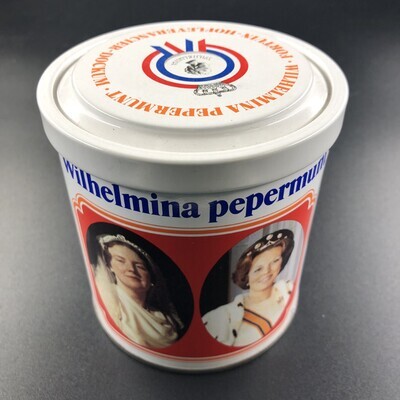 WILHELMINA PEPERMUNT · FORTUIN · HOFLEVERANCIER · DOKKUM ·
Wilhelmina pepermunt